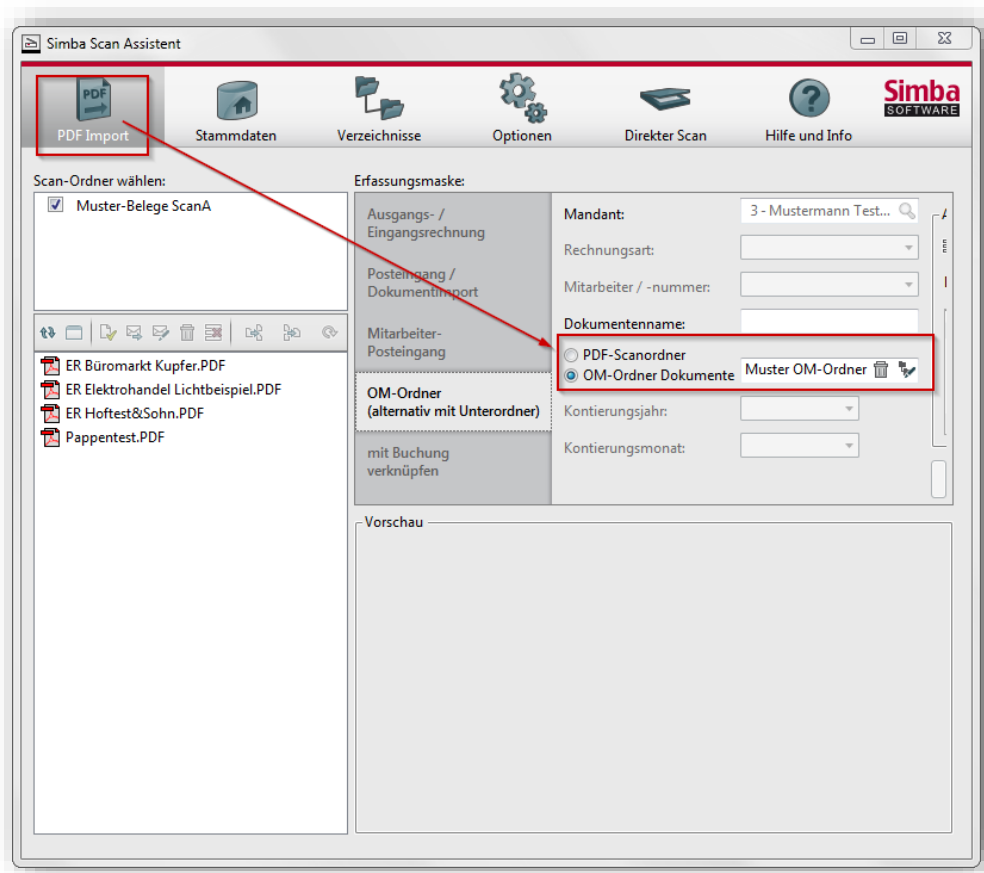 Simba Scan Assistent
PDF
PDF Import
Stammdaten
Verzeichnisse
Optionen
Direkter Scan
Hilfe und Info
Simba
SOFTWARE
Scan-Ordner wählen:
Muster-Belege ScanA
ER Büromarkt Kupfer.PDF
ER Elektrohandel Lichtbeispiel.PDF
ER Hoftest&Sohn.PDF
Pappentest.PDF
Erfassungsmaske:
Ausgangs- /
Eingangsrechnung
Posteingang /
Dokumentimport
Mitarbeiter-
Posteingang
OM-Ordner
(alternativ mit Unterordner)
mit Buchung
verknüpfen
Mandant:
3 - Mustermann Test...
Rechnungsart:
Mitarbeiter / -nummer:
Dokumentenname:
PDF-Scanordner
OM-Ordner Dokumente
Muster OM-Ordner
Kontierungsjahr:
Kontierungsmonat:
Vorschau